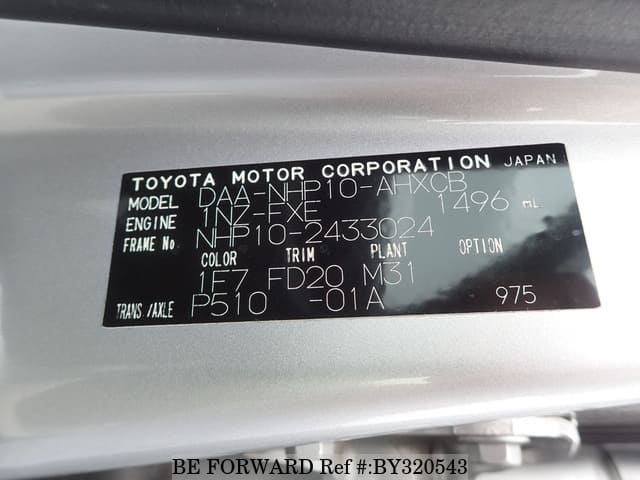 TOYOTA MOTOR CORPORATION JAPAN
MODEL DAA-NHP10-AHXCB
ENGINE 1NZ-FXE 1496 mL
FRAME No NHP10-2433024
COLOR TRIM PLANT OPTION
1F7 FD20 M31
TRANS./AXLE P510 -01A 975
BE FORWARD Ref #:BY320543